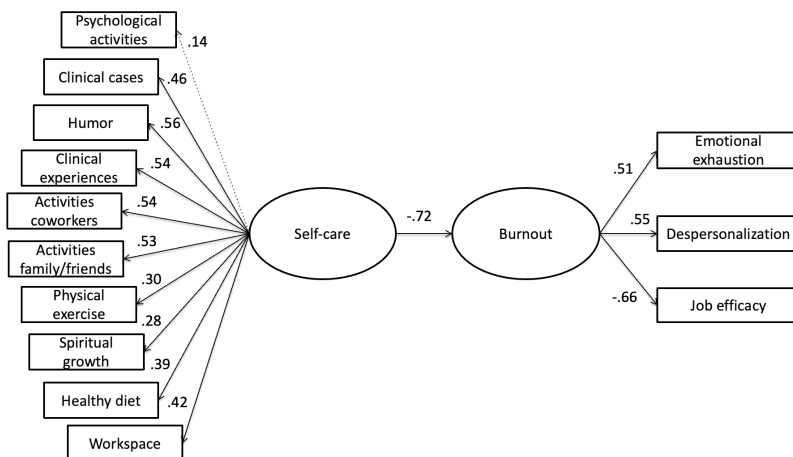 Psychological
activities
.14
Clinical cases
.46
Humor
.56
Clinical
experiences
.54
Activities
coworkers
.54
Activities
family/friends
.53
Physical
exercise
.30
Spiritual
growth
.28
Healthy diet
.39
Workspace
.42
Self-care
-.72
Burnout
.51
Emotional
exhaustion
.55
Despersonalization
-.66
Job efficacy